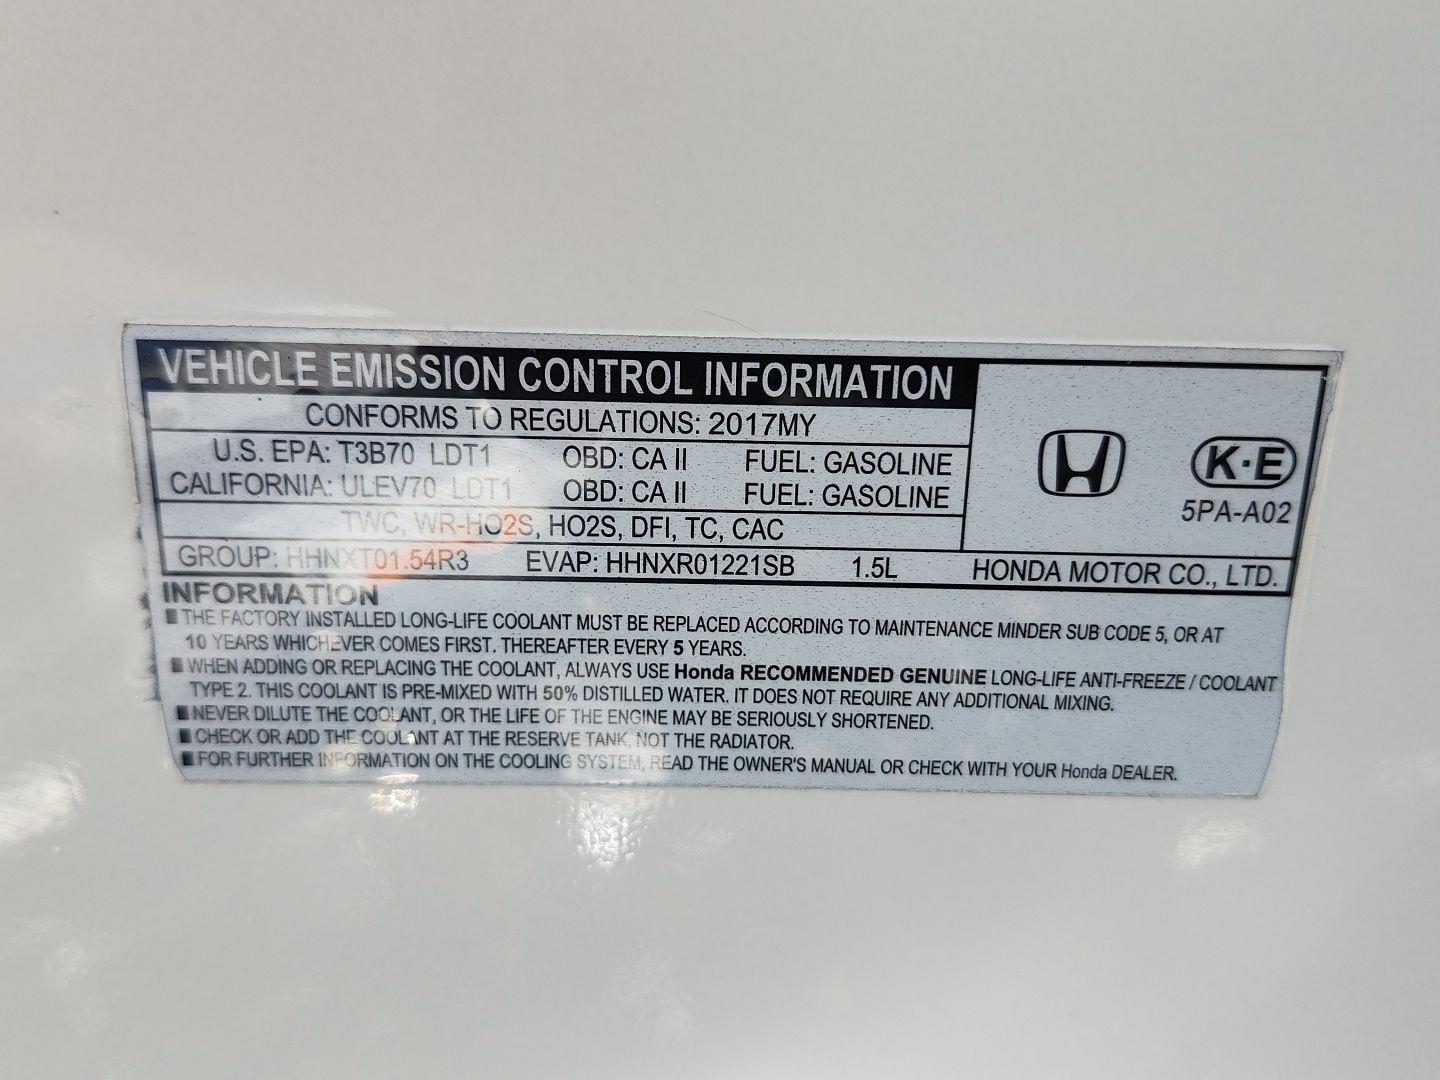 VEHICLE EMISSION CONTROL INFORMATION
CONFORMS TO REGULATIONS: 2017MY
U.S. EPA: T3B70 LDT1 OBD: CA II FUEL: GASOLINE
CALIFORNIA: ULEV70 LDT1 OBD: CA II FUEL: GASOLINE
TWC, WR-HO2S, HO2S, DFI, TC, CAC
K·E
5PA-A02
GROUP: HHNXT01.54R3 EVAP: HHNXR01221SB 1.5L HONDA MOTOR CO., LTD.
INFORMATION
■ THE FACTORY INSTALLED LONG-LIFE COOLANT MUST BE REPLACED ACCORDING TO MAINTENANCE MINDER SUB CODE 5, OR AT
10 YEARS WHICHEVER COMES FIRST. THEREAFTER EVERY 5 YEARS.
■ WHEN ADDING OR REPLACING THE COOLANT, ALWAYS USE Honda RECOMMENDED GENUINE LONG-LIFE ANTI-FREEZE / COOLANT
TYPE 2. THIS COOLANT IS PRE-MIXED WITH 50% DISTILLED WATER. IT DOES NOT REQUIRE ANY ADDITIONAL MIXING.
■ NEVER DILUTE THE COOLANT, OR THE LIFE OF THE ENGINE MAY BE SERIOUSLY SHORTENED.
■ CHECK OR ADD THE COOLANT AT THE RESERVE TANK, NOT THE RADIATOR.
■ FOR FURTHER INFORMATION ON THE COOLING SYSTEM, READ THE OWNER'S MANUAL OR CHECK WITH YOUR Honda DEALER.